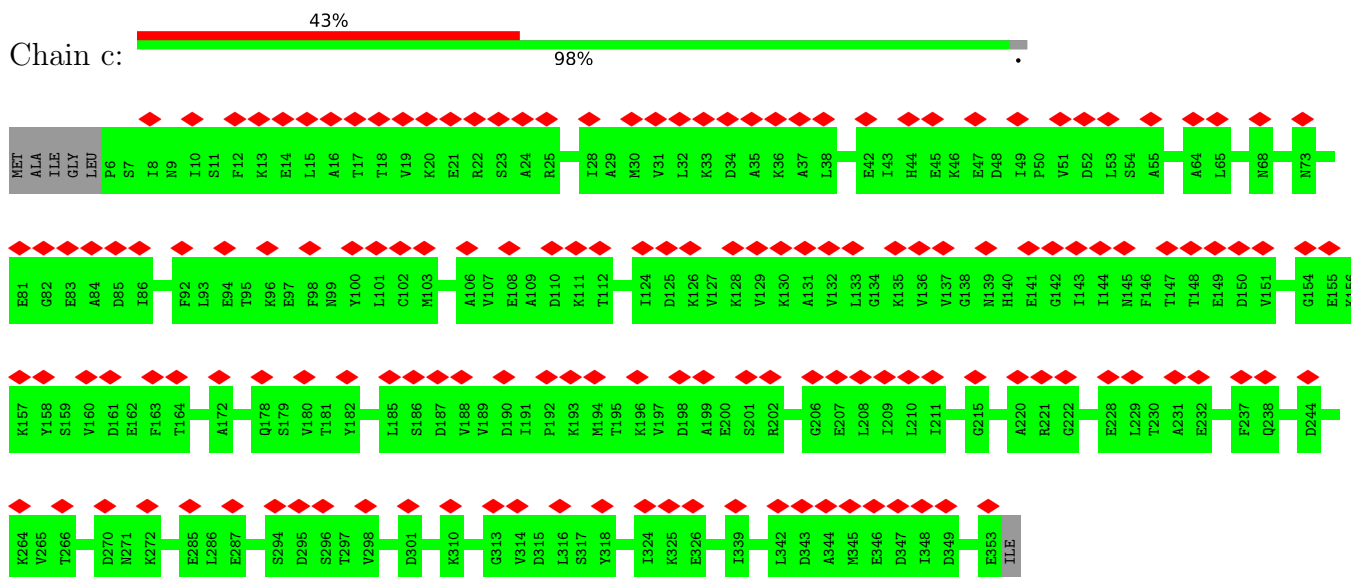 43%
Chain c:
98%
.
MET ALA ILE GLY LEU P6 S7 I8 N9 I10 S11 F12 K13 E14 L15 A16 T17 T18 V19 K20 E21 R22 S23 A24 R25 I28 A29 M30 V31 L32 K33 D34 A35 K36 A37 L38 E42 I43 H44 E45 K46 E47 D48 I49 P50 V51 D52 L53 S54 A55 A64 L65 N68 N73
E81 G82 E83 A84 D85 I86 F92 L93 E94 T95 K96 E97 F98 N99 Y100 L101 G102 M103 A106 V107 E108 A109 D110 K111 T112 I124 D125 K126 V127 K128 V129 K130 A131 V132 L133 G134 K135 V136 V137 G138 N139 H140 E141 G142 I143 I144 N145 F146 T147 T148 E149 D150 V151 G154 E155 K156
K157 Y158 S159 V160 D161 E162 F163 T164 A172 Q178 S179 V180 T181 Y182 L185 S186 D187 V188 V189 D190 I191 P192 K193 M194 T195 K196 V197 D198 A199 E200 S201 R202 G206 E207 L208 I209 L210 I211 G215 A220 R221 G222 E228 L229 T230 A231 E232 F237 Q238 D244
K264 V265 T266 D270 N271 K272 E285 L286 E287 S294 D295 S296 T297 V298 D301 K310 G313 V314 D315 L316 S317 Y318 I324 K325 E326 I339 L342 D343 A344 M345 E346 D347 I348 D349 E353 ILE